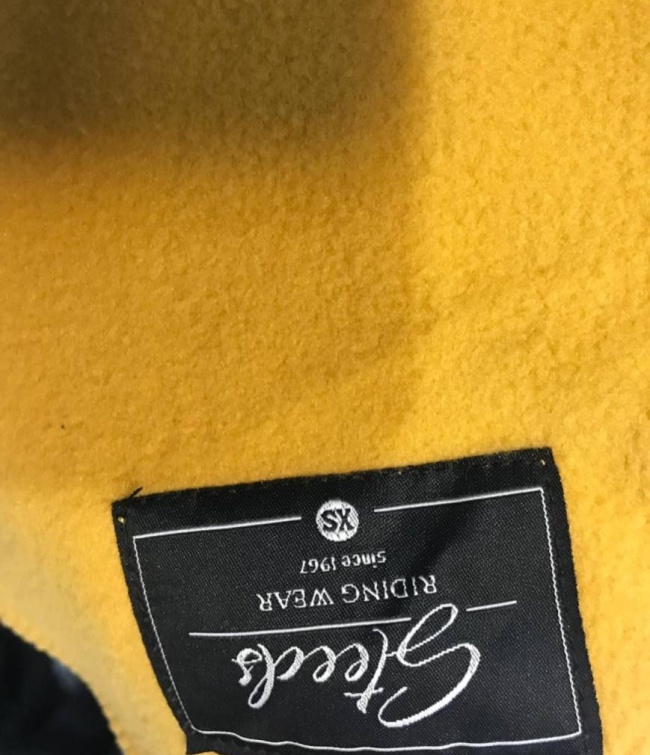 Steeds
RIDING WEAR
since 1967
XS